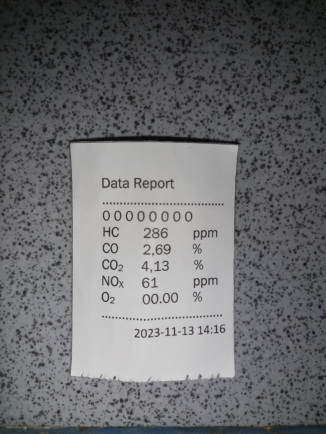 Data Report
00000000
HC 286 ppm
CO 2,69 %
CO₂ 4,13 %
NOx 61 ppm
O₂ 00.00 %
2023-11-13 14:16